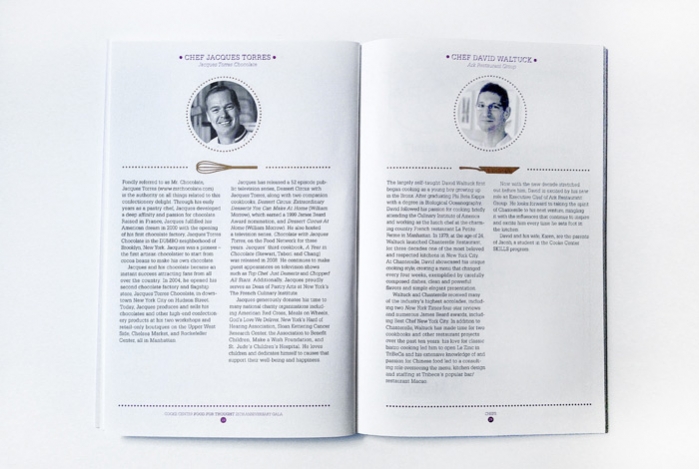 • CHEF JACQUES TORRES •
Jacques Torres Chocolate
Fondly referred to as Mr. Chocolate,
Jacques Torres (www.mrchocolate.com)
is the authority on all things related to this
confectionery delight. Through his early
years as a pastry chef, Jacques developed
a deep affinity and passion for chocolate.
Raised in France, Jacques fulfilled his
American dream in 2000 with the opening
of his first chocolate factory, Jacques Torres
Chocolate in the DUMBO neighborhood of
Brooklyn, New York. Jacques was a pioneer –
the first artisan chocolatier to start from
cocoa beans to make his own chocolate.
Jacques and his chocolate became an
instant success attracting fans from all
over the country. In 2004, he opened his
second chocolate factory and flagship
store, Jacques Torres Chocolate, in down-
town New York City on Hudson Street.
Today, Jacques produces and sells his
chocolates and other high end confection-
ary products at his two workshops and
retail-only boutiques on the Upper West
Side, Chelsea Market, and Rockefeller
Center, all in Manhattan.
Jacques has released a 52 episode pub-
lic television series, Dessert Circus with
Jacques Torres, along with two companion
cookbooks, Dessert Circus, Extraordinary
Desserts You Can Make At Home (William
Morrow), which earned a 1999 James Beard
Award nomination, and Dessert Circus At
Home (William Morrow). He also hosted
a television series, Chocolate with Jacques
Torres, on the Food Network for three
years. Jacques' third cookbook, A Year in
Chocolate (Stewart, Tabori and Chang)
was released in 2008. He continues to make
guest appearances on television shows
such as Top Chef Just Desserts and Chopped
All Stars. Additionally, Jacques proudly
serves as Dean of Pastry Arts at New York's
The French Culinary Institute.
Jacques generously donates his time to
many national charity organizations includ-
ing American Red Cross, Meals on Wheels,
God's Love We Deliver, New York's Hard of
Hearing Association, Sloan Kettering Cancer
Research Center, the Association to Benefit
Children, Make a Wish Foundation, and
St. Jude's Children's Hospital. He loves
children and dedicates himself to causes that
support their well-being and happiness.
COOKE CENTER FOOD FOR THOUGHT GALA
• CHEF DAVID WALTUCK •
Ark Restaurant Group
The largely self-taught David Waltuck first
began cooking as a young boy growing up
in the Bronx. After graduating Phi Beta Kappa
with a degree in Biological Oceanography
David followed his passion for cooking, briefly
attending the Culinary Institute of America
and working as the lunch chef at the
country French restaurant La Petite
Ferme in Manhattan. In 1979, at the age of 24,
Waltuck launched Chanterelle Restaurant,
for three decades one of the most beloved
and respected kitchens in New York City.
At Chanterelle, David showcased his unique
cooking style, creating a menu that changed
every four weeks, exemplified by carefully
composed dishes, clean and powerful
flavors and simple elegant presentation.
Waltuck and Chanterelle received many
of the industry's highest accolades, includ-
ing two New York Times four star reviews
and numerous James Beard awards, includ-
ing Best Chef New York City. In addition to
Chanterelle, Waltuck has made time for two
cookbooks and other restaurant projects
over the past ten years. his love for classic
bistro cooking led him to open Le Zinc in
TriBeCa and his extensive knowledge of and
passion for Chinese food led to a consult-
ing role overseeing the menu, kitchen design
and staffing at Tribeca's popular
restaurant Macao.
Now with the new decade stretched
out before him, David is excited by his new
role as Executive Chef of Ark Restaurant
Group. He looks forward to taking the spirit
of Chanterelle to his next venture, mingling
it with the influences that continue to inspire
and excite him every time he sets foot in
the kitchen.
David and his wife, Karen, are the parents
of Jacob, a student at the Cooke Center
SKILLS program.